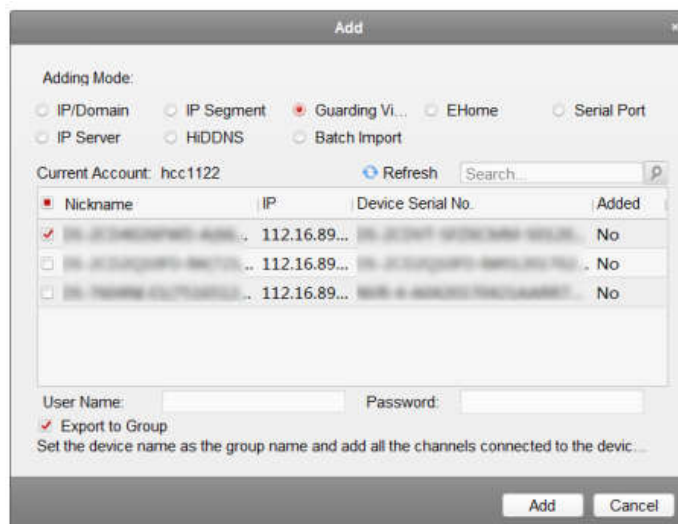 Add
Adding Mode:
IP/Domain IP Segment Guarding Vi... EHome Serial Port
IP Server HiDDNS Batch Import
Current Account: hcc1122 Refresh Search...
Nickname IP Device Serial No. Added
... 112.16.89... ... No
... 112.16.89... ... No
... 112.16.89... ... No
User Name: Password:
Export to Group
Set the device name as the group name and add all the channels connected to the devic...
Add Cancel